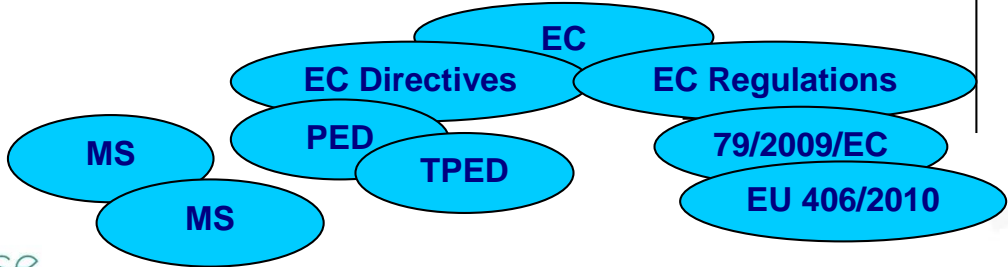 EC
EC Directives
EC Regulations
PED
79/2009/EC
MS
TPED
EU 406/2010
MS